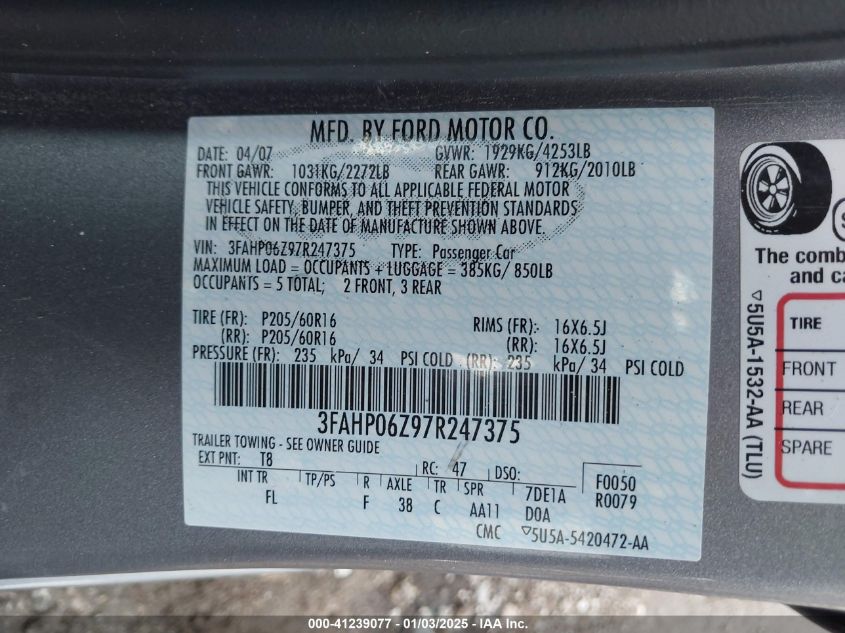 MFD. BY FORD MOTOR CO.
DATE: 04/07 GVWR: 1929KG/4253LB
FRONT GAWR: 1031KG/2272LB REAR GAWR: 912KG/2010LB
THIS VEHICLE CONFORMS TO ALL APPLICABLE FEDERAL MOTOR
VEHICLE SAFETY, BUMPER, AND THEFT PREVENTION STANDARDS
IN EFFECT ON THE DATE OF MANUFACTURE SHOWN ABOVE.
VIN: 3FAHP06Z97R247375 TYPE: Passenger Car
MAXIMUM LOAD = OCCUPANTS + LUGGAGE = 385KG/ 850LB
OCCUPANTS = 5 TOTAL; 2 FRONT, 3 REAR
TIRE (FR): P205/60R16 RIMS (FR): 16X6.5J
(RR): P205/60R16 (RR): 16X6.5J
PRESSURE (FR): 235 kPa/ 34 PSI COLD (RR): 235 kPa/ 34 PSI COLD
3FAHP06Z97R247375
TRAILER TOWING - SEE OWNER GUIDE
EXT PNT: T8 RC: 47 DSO: F0050
INT TR TP/PS R AXLE TR SPR 7DE1A R0079
FL F 38 C AA11 D0A
CMC ▽5U5A-5420472-AA
The comb
and ca
▽5U5A-1532-AA (TLU)
TIRE
FRONT
REAR
SPARE
000-41239077 - 01/03/2025 - IAA Inc.